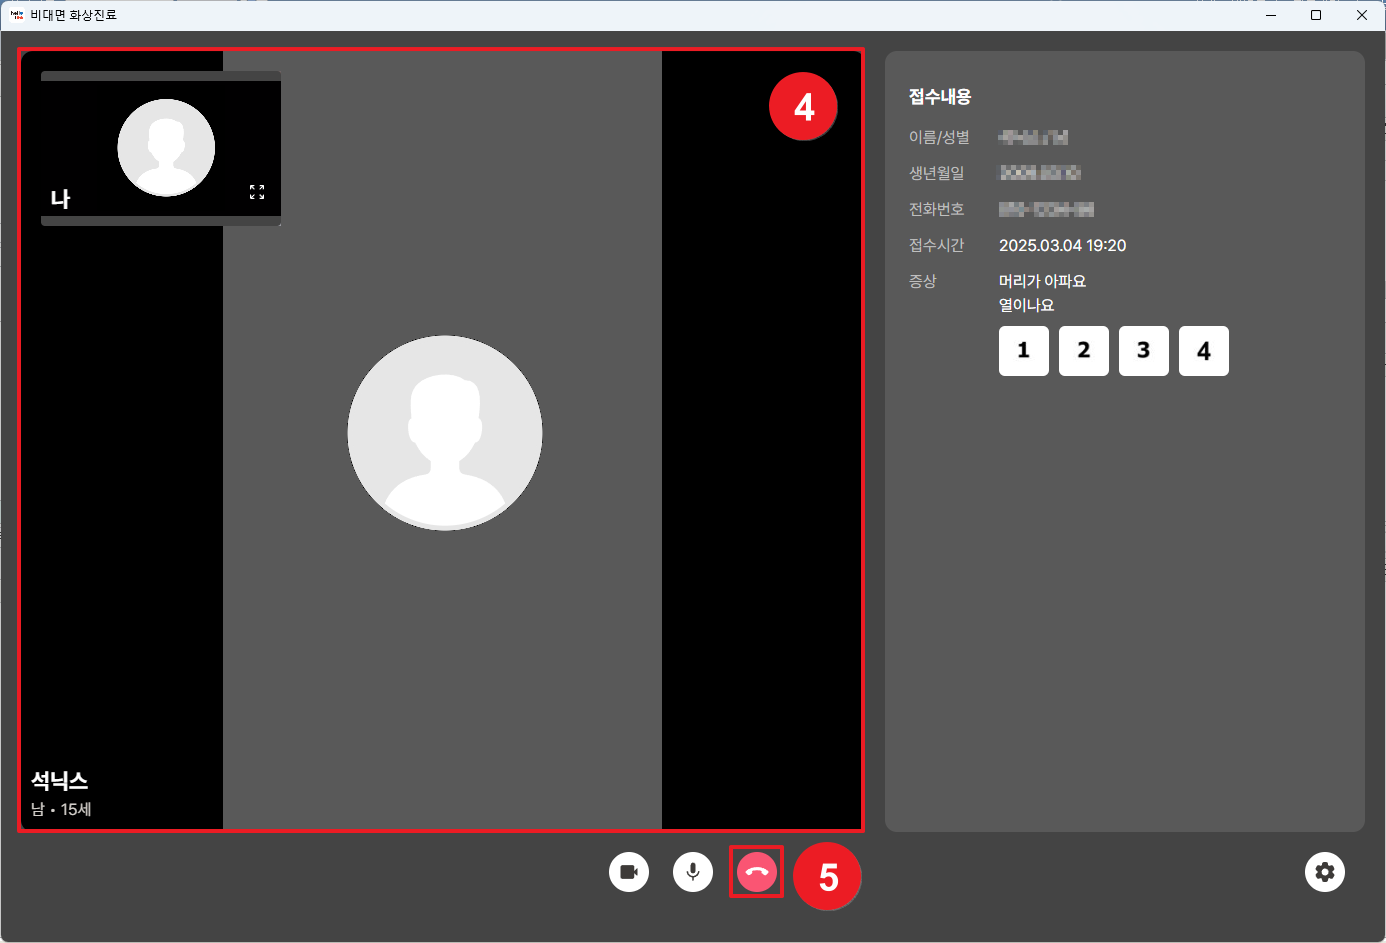 비대면 화상진료
나
4
석닉스
남 • 15세
5
접수내용
이름/성별
생년월일
전화번호
접수시간 2025.03.04 19:20
증상 머리가 아파요
열이나요
1 2 3 4